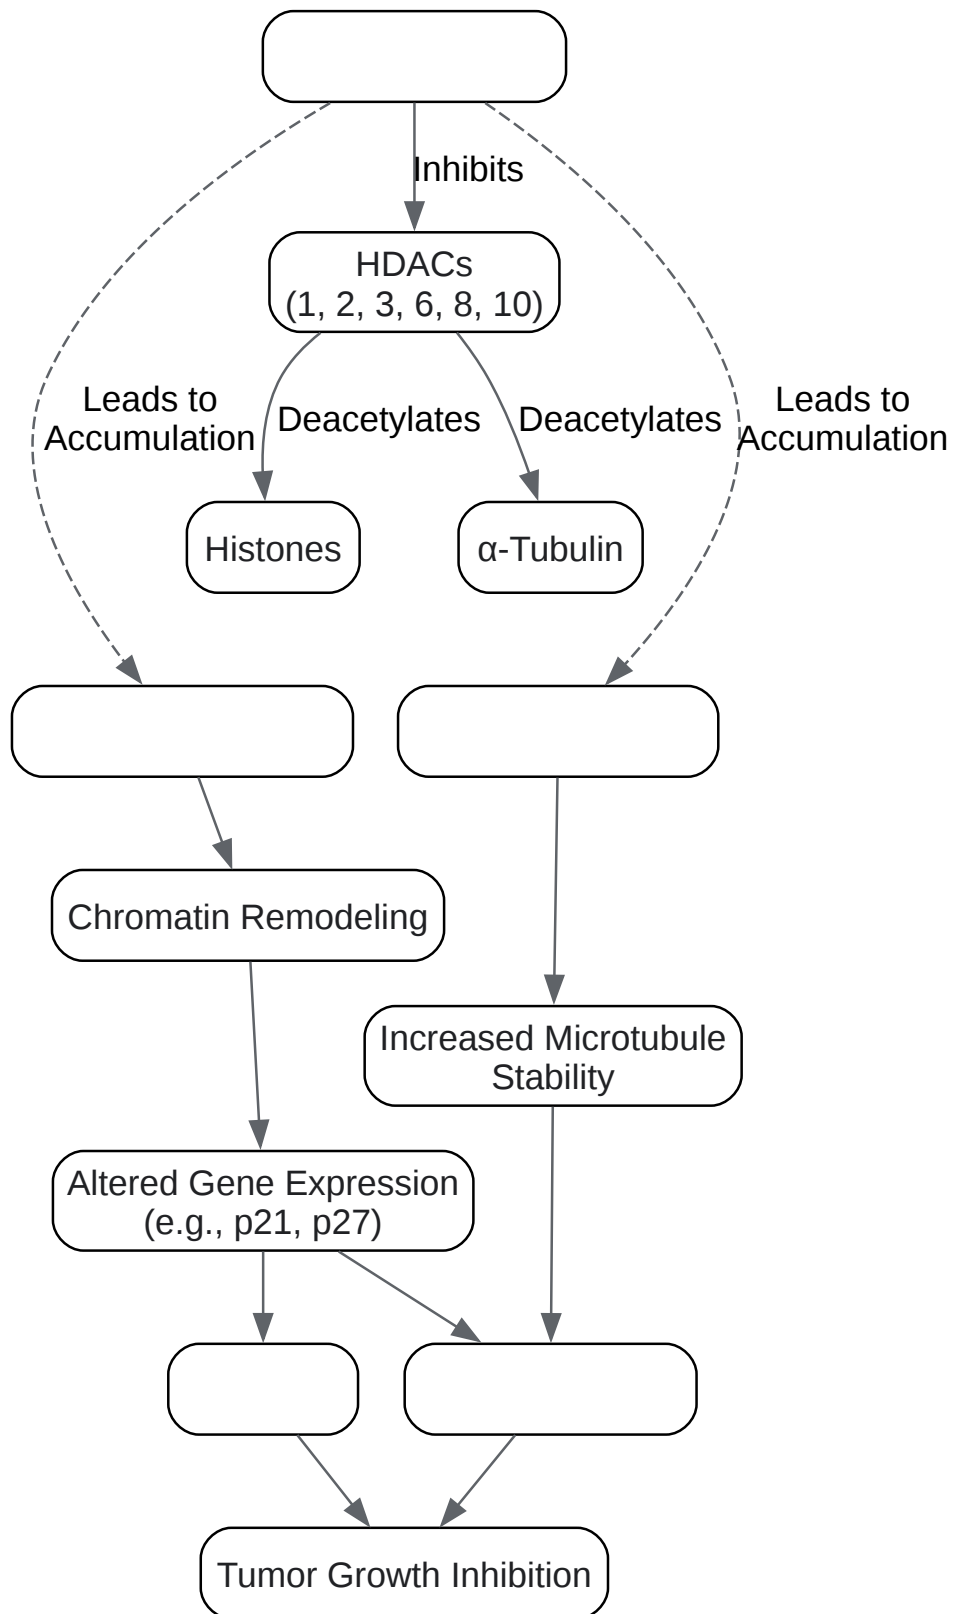 Inhibits
HDACs
(1, 2, 3, 6, 8, 10)
Leads to
Accumulation
Deacetylates
Deacetylates
Leads to
Accumulation
Histones
α-Tubulin
Chromatin Remodeling
Increased Microtubule
Stability
Altered Gene Expression
(e.g., p21, p27)
Tumor Growth Inhibition